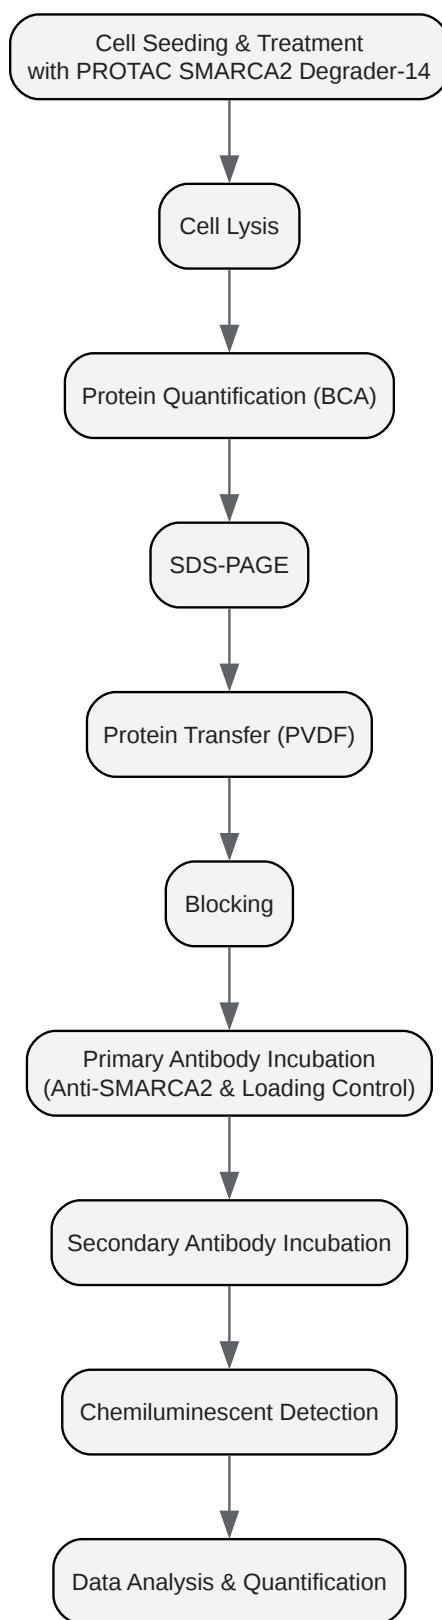 Cell Seeding & Treatment
with PROTAC SMARCA2 Degrader-14
Cell Lysis
Protein Quantification (BCA)
SDS-PAGE
Protein Transfer (PVDF)
Blocking
Primary Antibody Incubation
(Anti-SMARCA2 & Loading Control)
Secondary Antibody Incubation
Chemiluminescent Detection
Data Analysis & Quantification